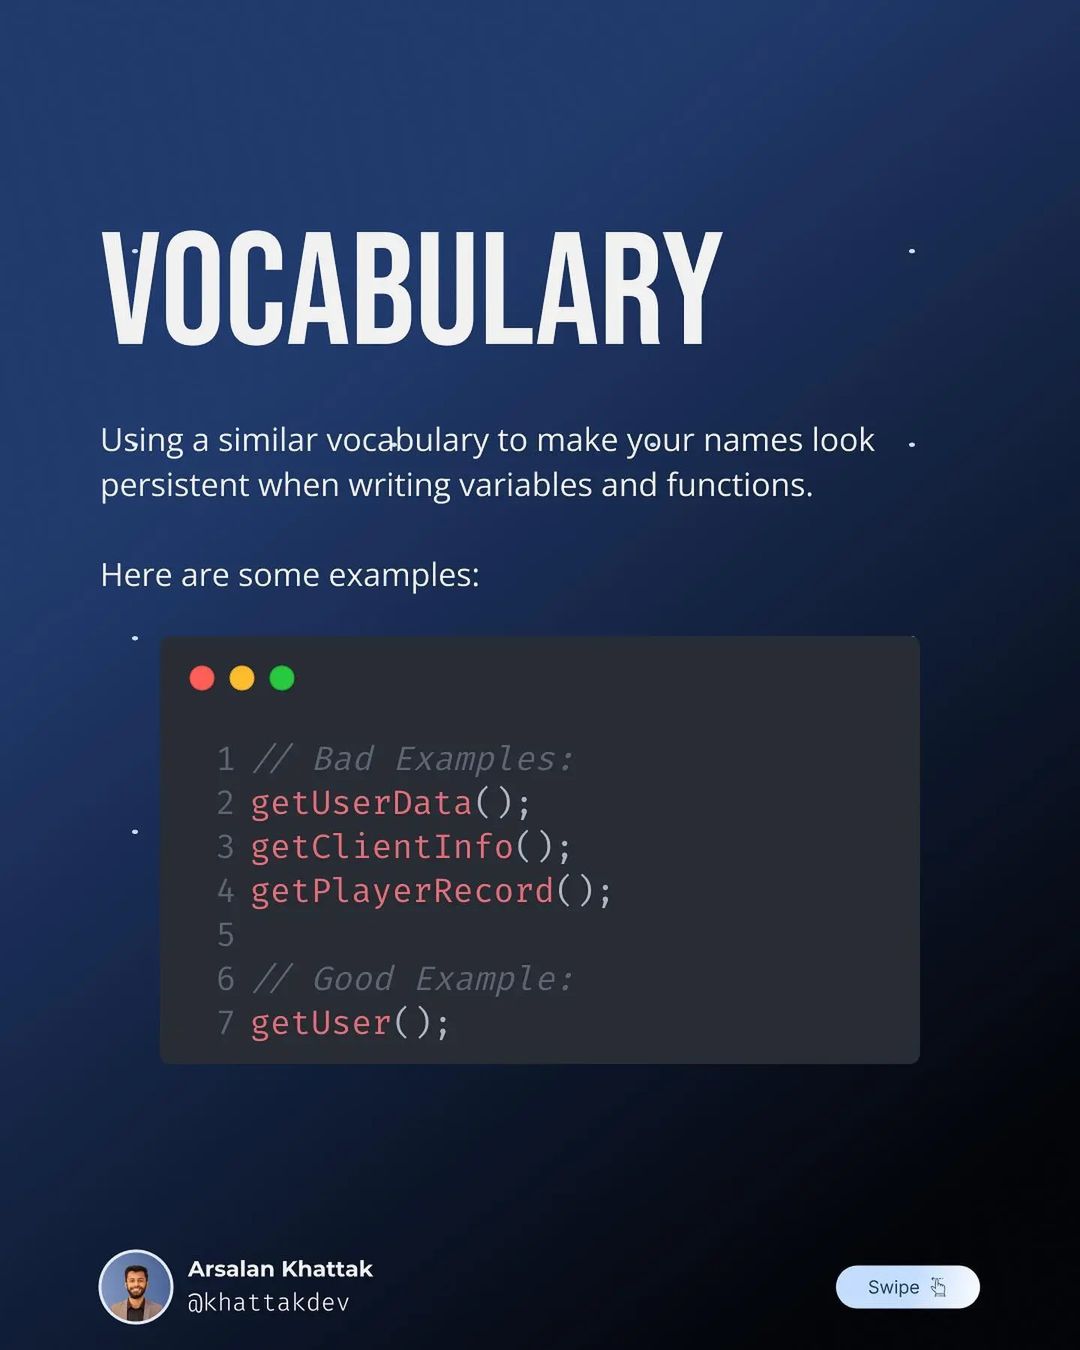 VOCABULARY
Using a similar vocabulary to make your names look
persistent when writing variables and functions.
Here are some examples:
1 // Bad Examples:
2 getUserData();
3 getClientInfo();
4 getPlayerRecord();
5
6 // Good Example:
7 getUser();
Arsalan Khattak
@khattakdev
Swipe